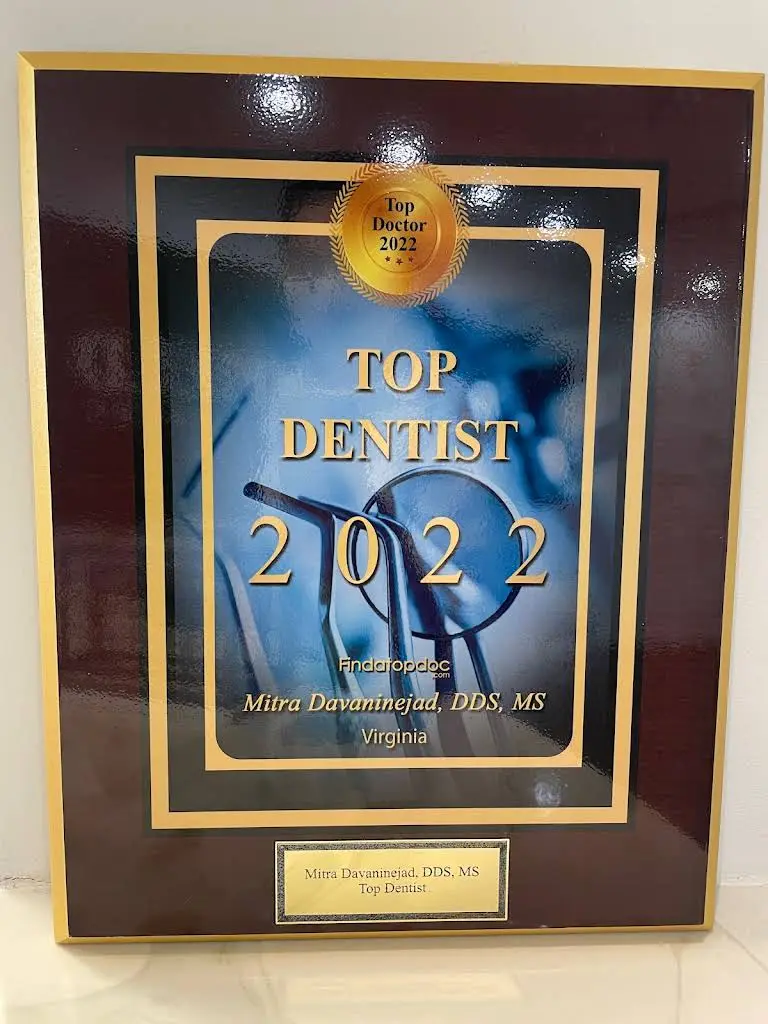 Top
Doctor
2022
TOP
DENTIST
2022
Findatopdoc
.com
Mitra Davaninejad, DDS, MS
Virginia
Mitra Davaninejad, DDS, MS
Top Dentist